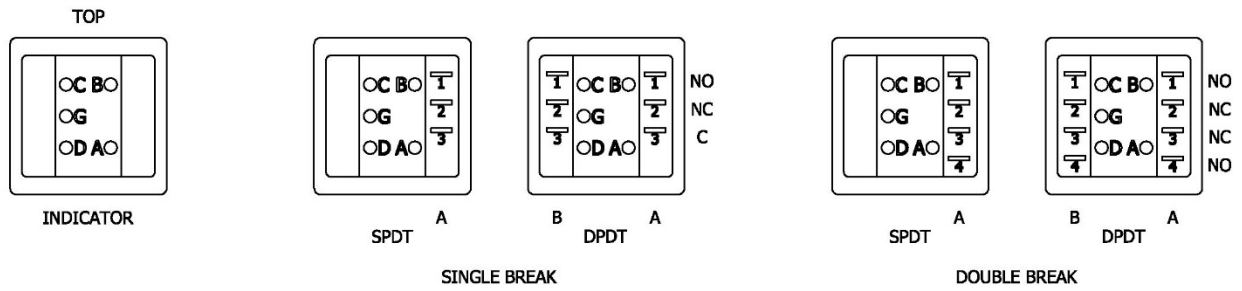 TOP
C B
G
D A
INDICATOR
C B 1
G 2
D A 3
A
SPDT
1 C B 1 NO
2 G 2 NC
3 D A 3 C
B A
DPDT
SINGLE BREAK
C B 1
G 2
D A 3
4
A
SPDT
1 C B 1 NO
2 G 2 NC
3 D A 3 NC
4 4 NO
B A
DPDT
DOUBLE BREAK